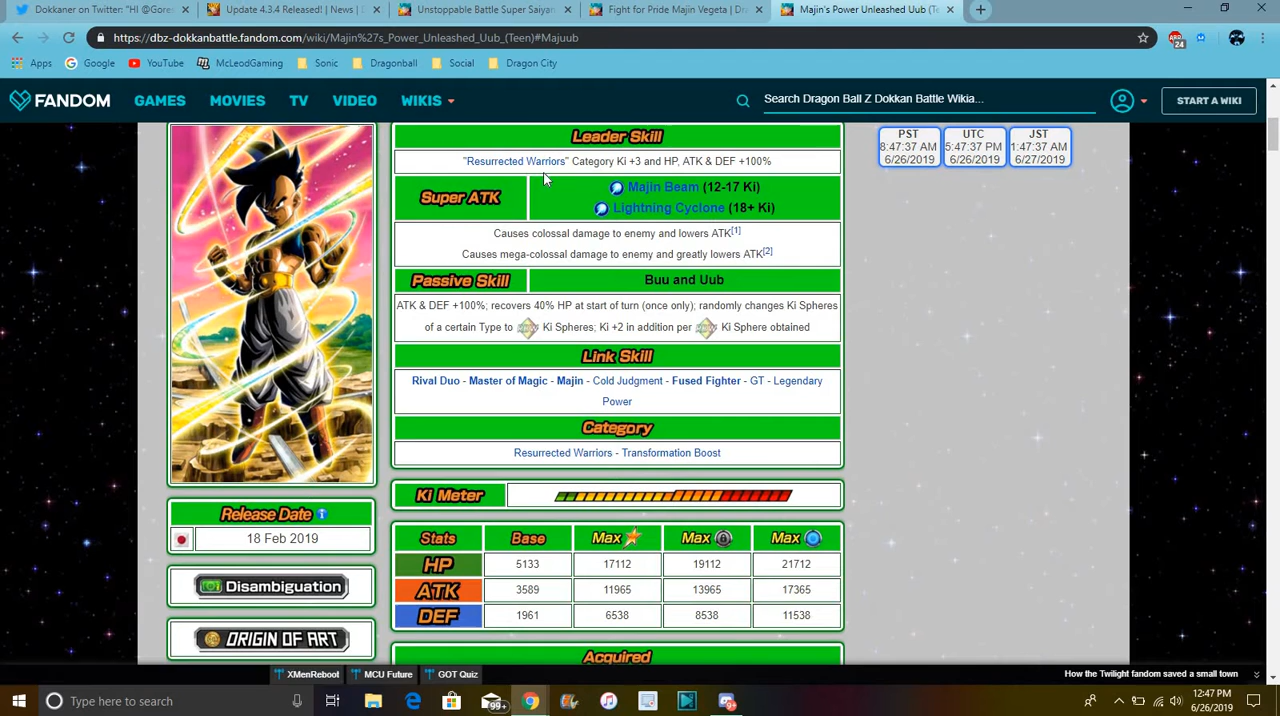 Dokkaner on Twitter: "HI @Gores × Update 4.3.4 Released! | News | D × Unstoppable Battle Super Saiyan × Fight for Pride Majin Vegeta | Dra × Majin's Power Unleashed Uub (Te ×
https://dbz-dokkanbattle.fandom.com/wiki/Majin%27s_Power_Unleashed_Uub_(Teen)#Majuub
24
Apps Google YouTube McLeodGaming Sonic Dragonball Social Dragon City
FANDOM GAMES MOVIES TV VIDEO WIKIS Search Dragon Ball Z Dokkan Battle Wikia... START A WIKI
Leader Skill
"Resurrected Warriors" Category Ki +3 and HP, ATK & DEF +100%
Super ATK
Majin Beam (12-17 Ki)
Lightning Cyclone (18+ Ki)
Causes colossal damage to enemy and lowers ATK[1]
Causes mega-colossal damage to enemy and greatly lowers ATK[2]
Passive Skill Buu and Uub
ATK & DEF +100%; recovers 40% HP at start of turn (once only); randomly changes Ki Spheres
of a certain Type to Ki Spheres; Ki +2 in addition per Ki Sphere obtained
Link Skill
Rival Duo - Master of Magic - Majin - Cold Judgment - Fused Fighter - GT - Legendary
Power
Category
Resurrected Warriors - Transformation Boost
Ki Meter
Stats Base Max Max Max
HP 5133 17112 19112 21712
ATK 3589 11965 13965 17365
DEF 1961 6538 8538 11538
Acquired
Release Date
18 Feb 2019
Disambiguation
ORIGIN OF ART
PST UTC JST
8:47:37 AM 5:47:37 PM 1:47:37 AM
6/26/2019 6/26/2019 6/27/2019
XMenReboot MCU Future GOT Quiz How the Twilight fandom saved a small town
Type here to search 99+ 9+ 12:47 PM
6/26/2019